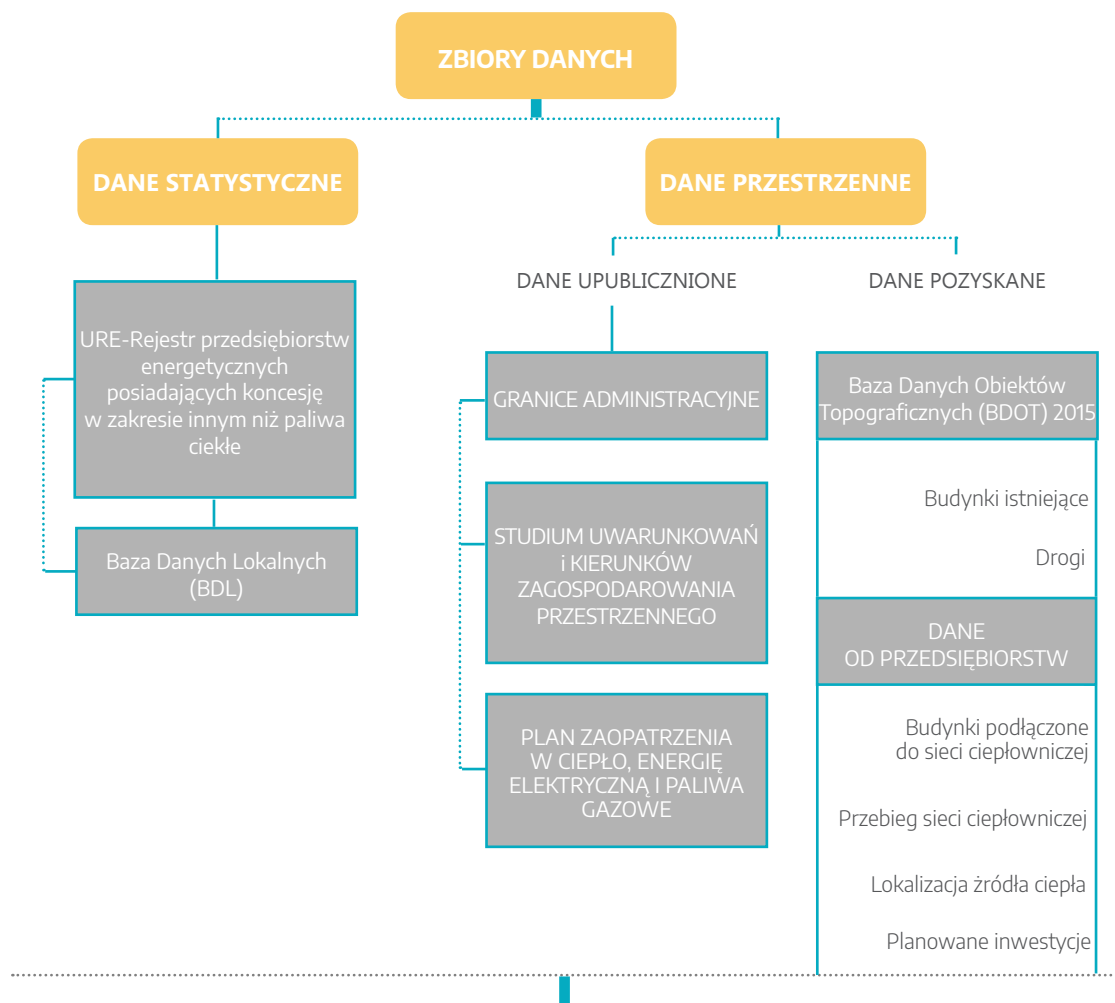 ZBIORY DANYCH
DANE STATYSTYCZNE
DANE PRZESTRZENNE
DANE UPUBLICZNIONE
DANE POZYSKANE
URE-Rejestr przedsiębiorstw
energetycznych
posiadających koncesję
w zakresie innym niż paliwa
ciekłe
Baza Danych Lokalnych
(BDL)
GRANICE ADMINISTRACYJNE
STUDIUM UWARUNKOWAŃ
i KIERUNKÓW
ZAGOSPODAROWANIA
PRZESTRZENNEGO
PLAN ZAOPATRZENIA
W CIEPŁO, ENERGIĘ
ELEKTRYCZNĄ I PALIWA
GAZOWE
Baza Danych Obiektów
Topograficznych (BDOT) 2015
Budynki istniejące
Drogi
DANE
OD PRZEDSIĘBIORSTW
Budynki podłączone
do sieci ciepłowniczej
Przebieg sieci ciepłowniczej
Lokalizacja żródła ciepła
Planowane inwestycje